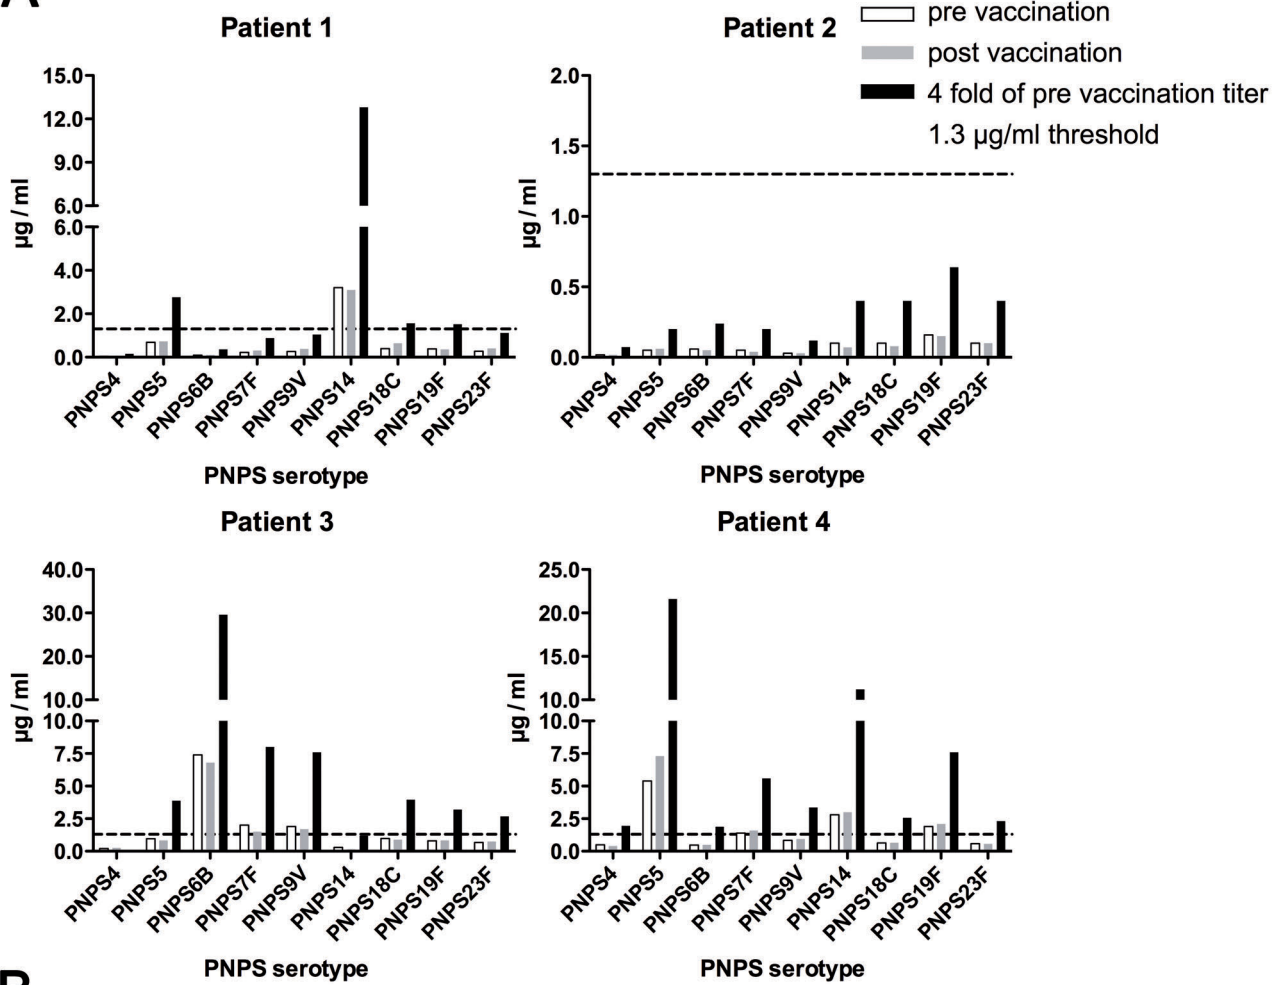 A
Patient 1
Patient 2
pre vaccination
post vaccination
4 fold of pre vaccination titer
1.3 µg/ml threshold
µg / ml
15.0
12.0
9.0
6.0
6.0
4.0
2.0
0.0
PNPS4
PNPS5
PNPS6B
PNPS7F
PNPS9V
PNPS14
PNPS18C
PNPS19F
PNPS23F
PNPS serotype
µg / ml
2.0
1.5
1.0
0.5
0.0
PNPS4
PNPS5
PNPS6B
PNPS7F
PNPS9V
PNPS14
PNPS18C
PNPS19F
PNPS23F
PNPS serotype
Patient 3
µg / ml
40.0
30.0
20.0
10.0
10.0
7.5
5.0
2.5
0.0
PNPS4
PNPS5
PNPS6B
PNPS7F
PNPS9V
PNPS14
PNPS18C
PNPS19F
PNPS23F
PNPS serotype
Patient 4
µg / ml
25.0
20.0
15.0
10.0
10.0
7.5
5.0
2.5
0.0
PNPS4
PNPS5
PNPS6B
PNPS7F
PNPS9V
PNPS14
PNPS18C
PNPS19F
PNPS23F
PNPS serotype
B